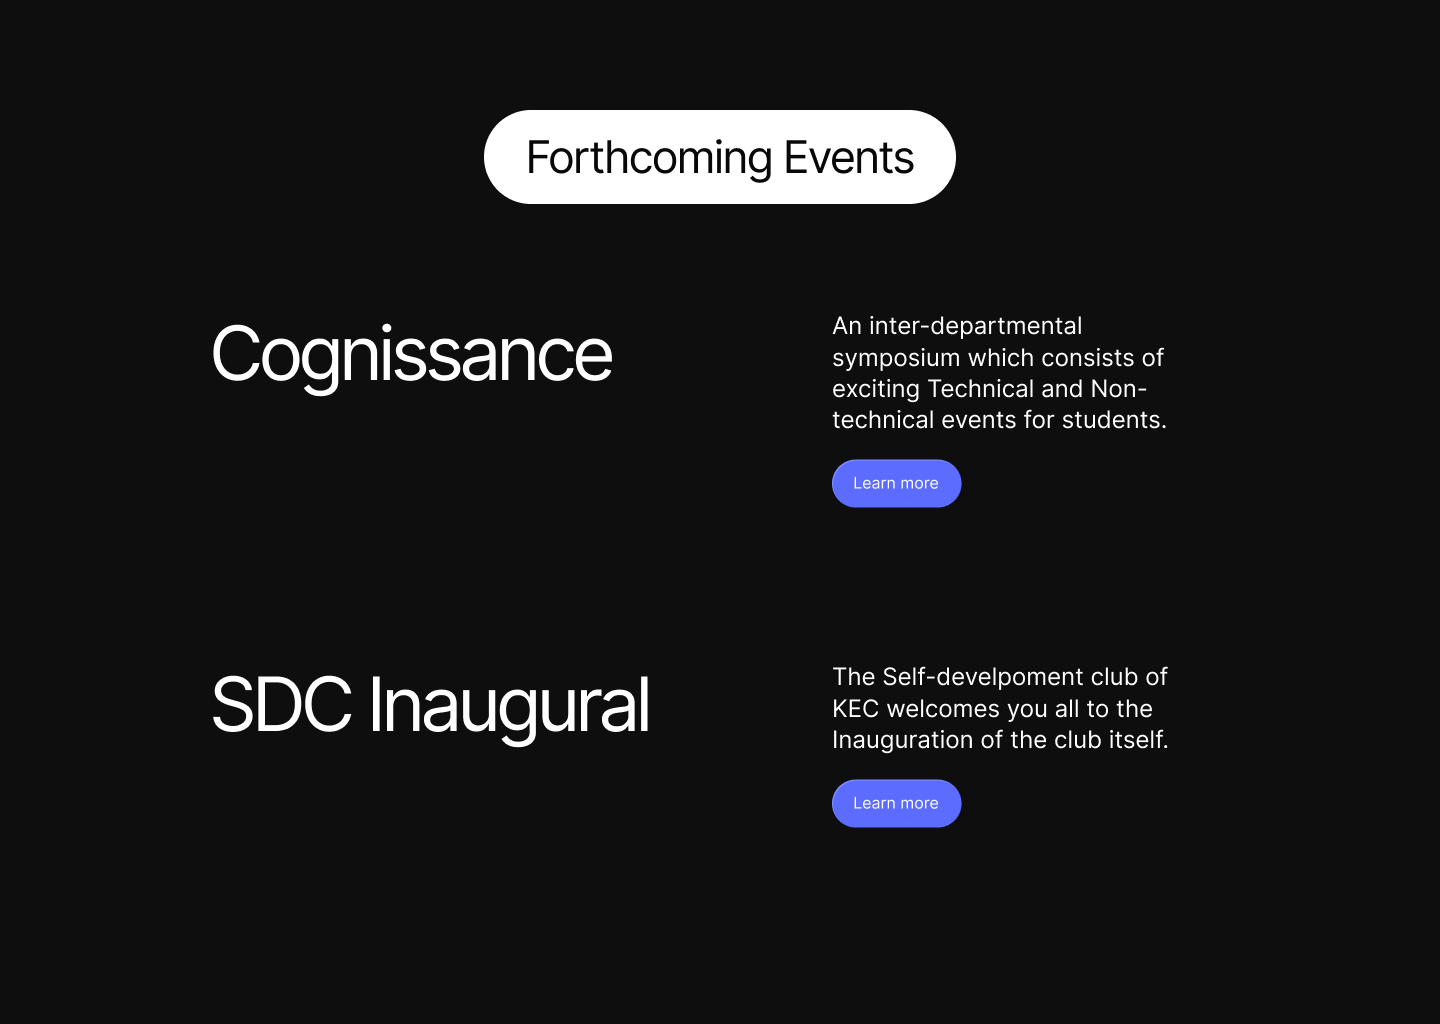 Forthcoming Events
Cognissance
An inter-departmental
symposium which consists of
exciting Technical and Non-
technical events for students.
Learn more
SDC Inaugural
The Self-develpoment club of
KEC welcomes you all to the
Inauguration of the club itself.
Learn more